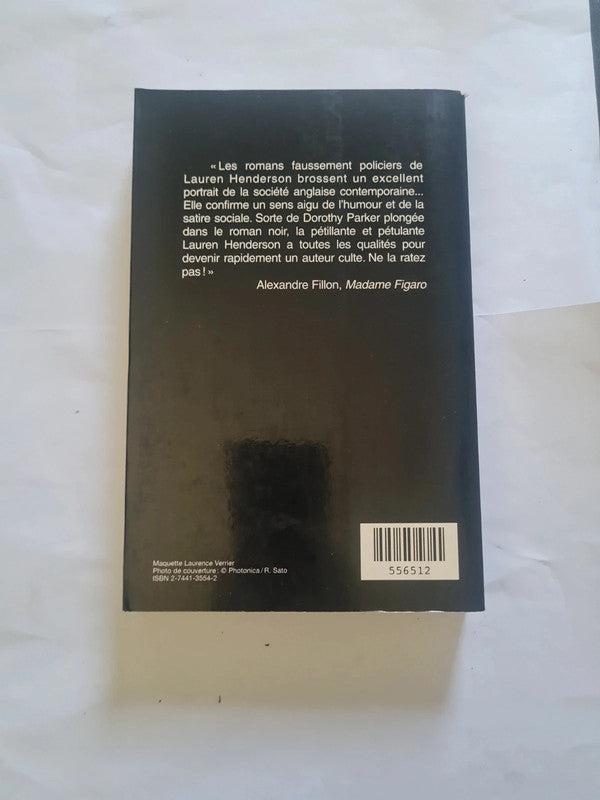 « Les romans faussement policiers de
Lauren Henderson brossent un excellent
portrait de la société anglaise contemporaine...
Elle confirme un sens aigu de l'humour et de la
satire sociale. Sorte de Dorothy Parker plongée
dans le roman noir, la pétillante et pétulante
Lauren Henderson a toutes les qualités pour
devenir rapidement un auteur culte. Ne la ratez
pas ! »
Alexandre Fillon, Madame Figaro
Maquette Laurence Verrier
Photo de couverture : © Photonica / R. Sato
ISBN 2-7441-3554-2
556512